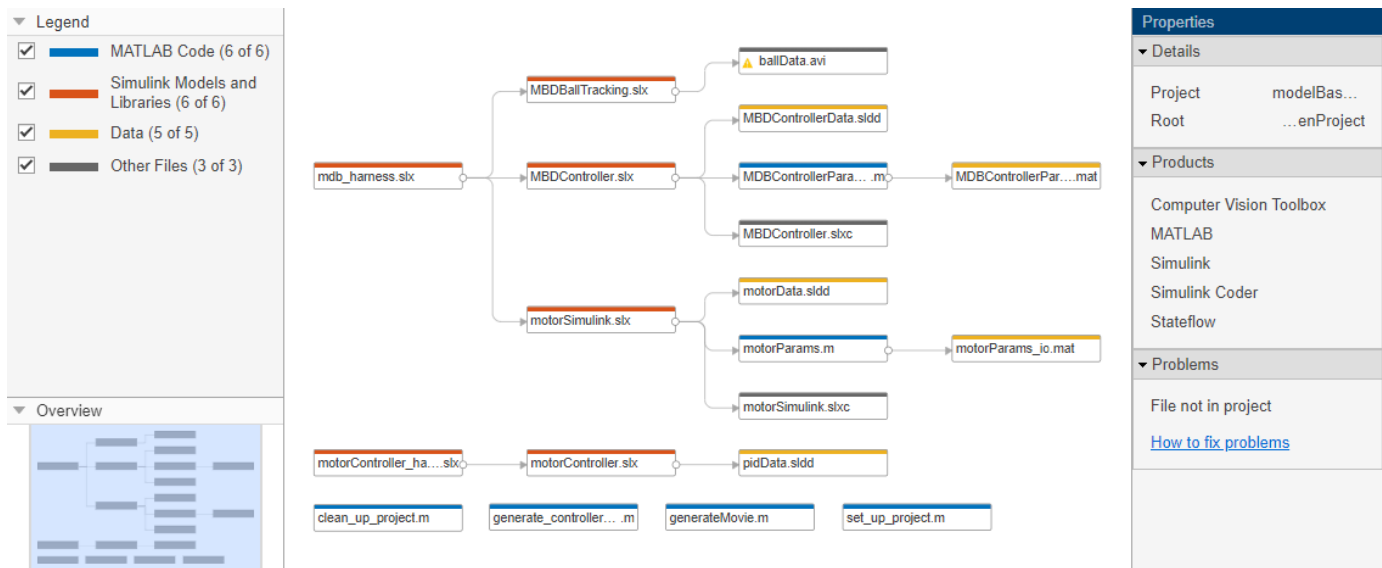 Legend
MATLAB Code (6 of 6)
Simulink Models and
Libraries (6 of 6)
Data (5 of 5)
Other Files (3 of 3)
Overview
ballData.avi
MBDBallTracking.slx
MBDControllerData.sldd
mdb_harness.slx
MBDController.slx
MDBControllerPara... .m
MDBControllerPar....mat
MBDController.slxc
motorData.sldd
motorSimulink.slx
motorParams.m
motorParams_io.mat
motorSimulink.slxc
motorController_ha....slx
motorController.slx
pidData.sldd
clean_up_project.m
generate_controller... .m
generateMovie.m
set_up_project.m
Properties
Details
Project modelBas...
Root ...enProject
Products
Computer Vision Toolbox
MATLAB
Simulink
Simulink Coder
Stateflow
Problems
File not in project
How to fix problems